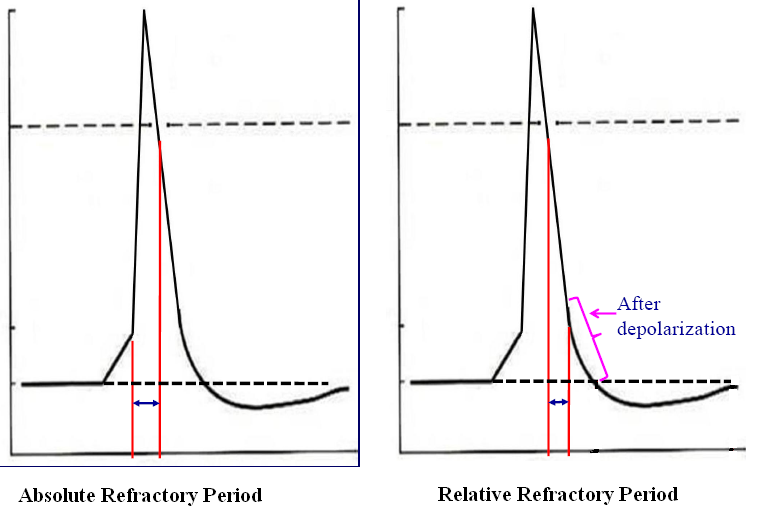 After
depolarization
Absolute Refractory Period
Relative Refractory Period